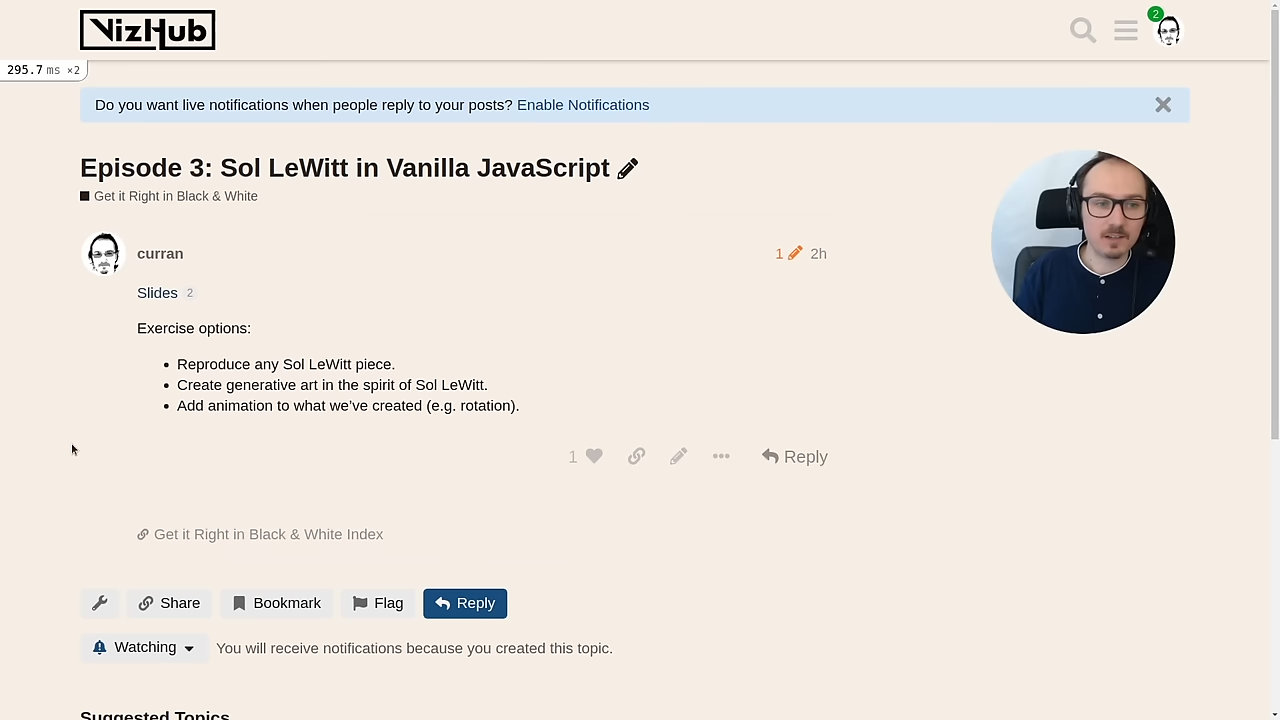 VizHub
2
295.7 ms ×2
Do you want live notifications when people reply to your posts? Enable Notifications
Episode 3: Sol LeWitt in Vanilla JavaScript
Get it Right in Black & White
curran
1
2h
Slides 2
Exercise options:
Reproduce any Sol LeWitt piece.
Create generative art in the spirit of Sol LeWitt.
Add animation to what we've created (e.g. rotation).
1
Reply
Get it Right in Black & White Index
Share
Bookmark
Flag
Reply
Watching
You will receive notifications because you created this topic.
Suggested Topics